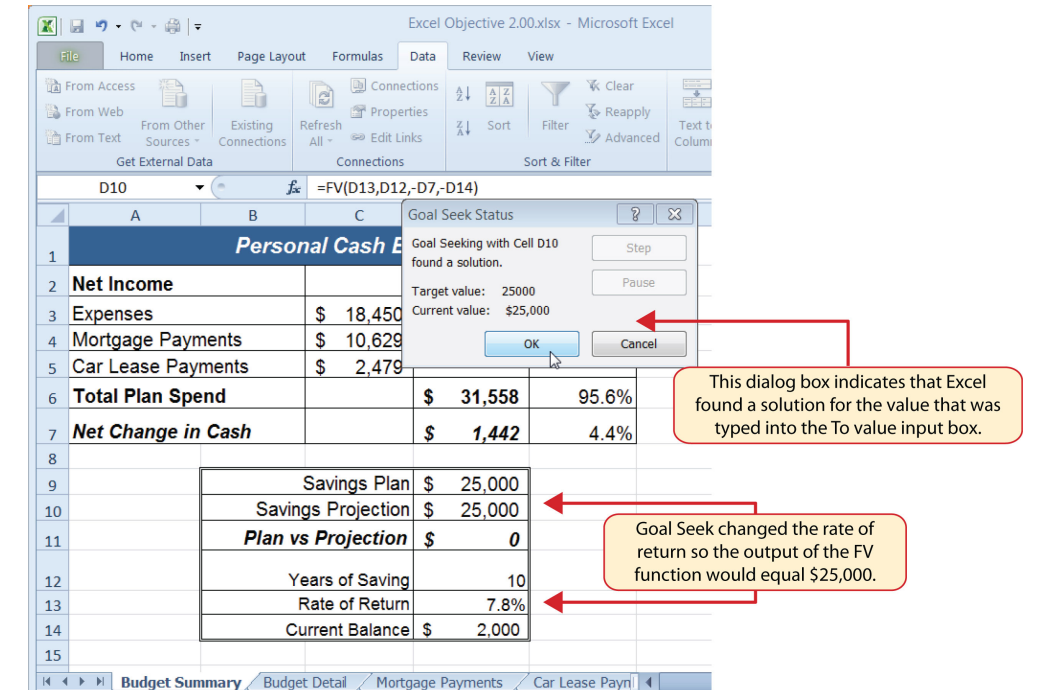 Excel Objective 2.00.xlsx - Microsoft Excel
File Home Insert Page Layout Formulas Data Review View
From Access
From Web
From Text
From Other Sources
Existing Connections
Get External Data
Refresh All
Connections
Properties
Edit Links
Connections
Sort
Filter
Clear
Reapply
Advanced
Sort & Filter
Text t
Colum
D10 fx =FV(D13,D12,-D7,-D14)
A B C
1 Personal Cash
2 Net Income
3 Expenses $ 18,450
4 Mortgage Payments $ 10,629
5 Car Lease Payments $ 2,479
6 Total Plan Spend $ 31,558 95.6%
7 Net Change in Cash $ 1,442 4.4%
8
9 Savings Plan $ 25,000
10 Savings Projection $ 25,000
11 Plan vs Projection $ 0
12 Years of Saving 10
13 Rate of Return 7.8%
14 Current Balance $ 2,000
15
Budget Summary Budget Detail Mortgage Payments Car Lease Payn
Goal Seek Status ?
Goal Seeking with Cell D10
found a solution.
Target value: 25000
Current value: $25,000
Step
Pause
OK Cancel
This dialog box indicates that Excel
found a solution for the value that was
typed into the To value input box.
Goal Seek changed the rate of
return so the output of the FV
function would equal $25,000.